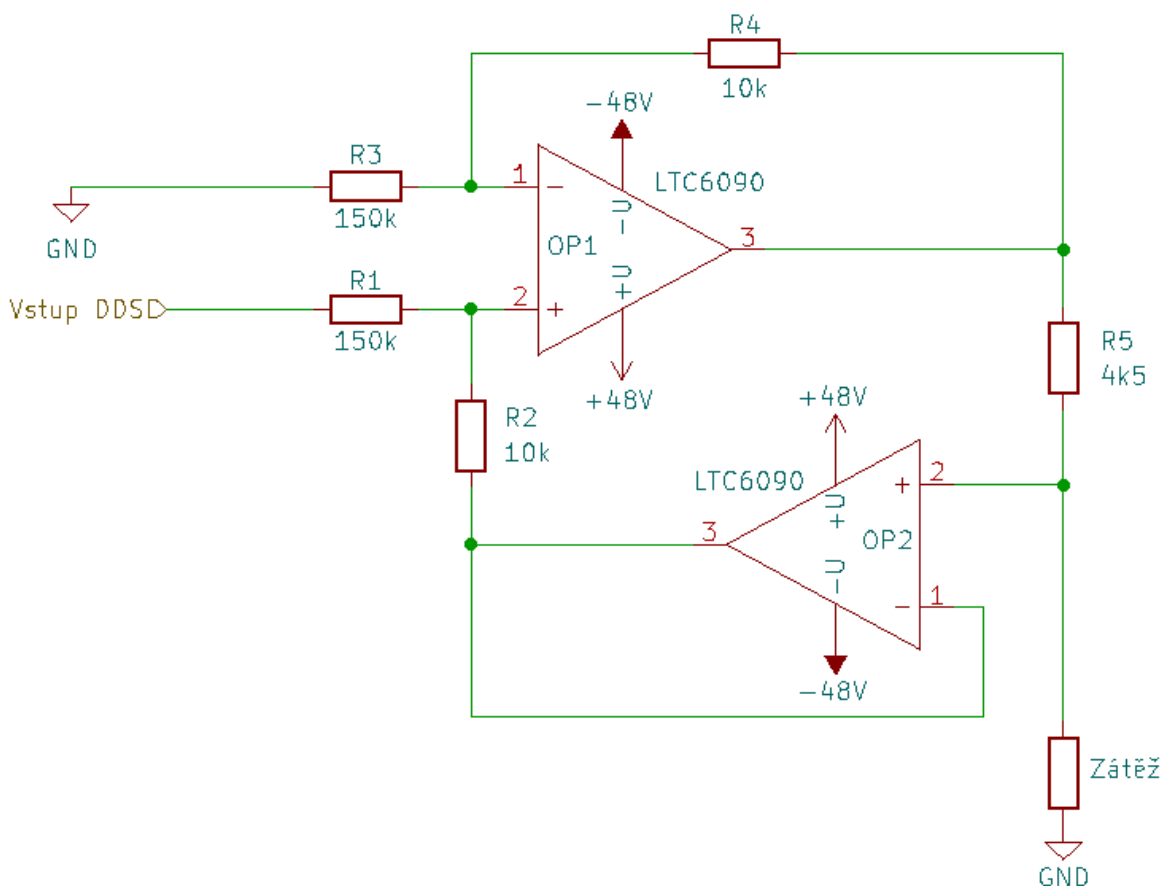 R4
10k
-48V
R3
150k
1
-
LTC6090
-U
OP1
3
GND
+U
Vstup DDS
R1
150k
2
+
R5
4k5
+48V
+48V
R2
10k
LTC6090
+
2
+U
3
OP2
-U
-
1
-48V
Zátěž
GND